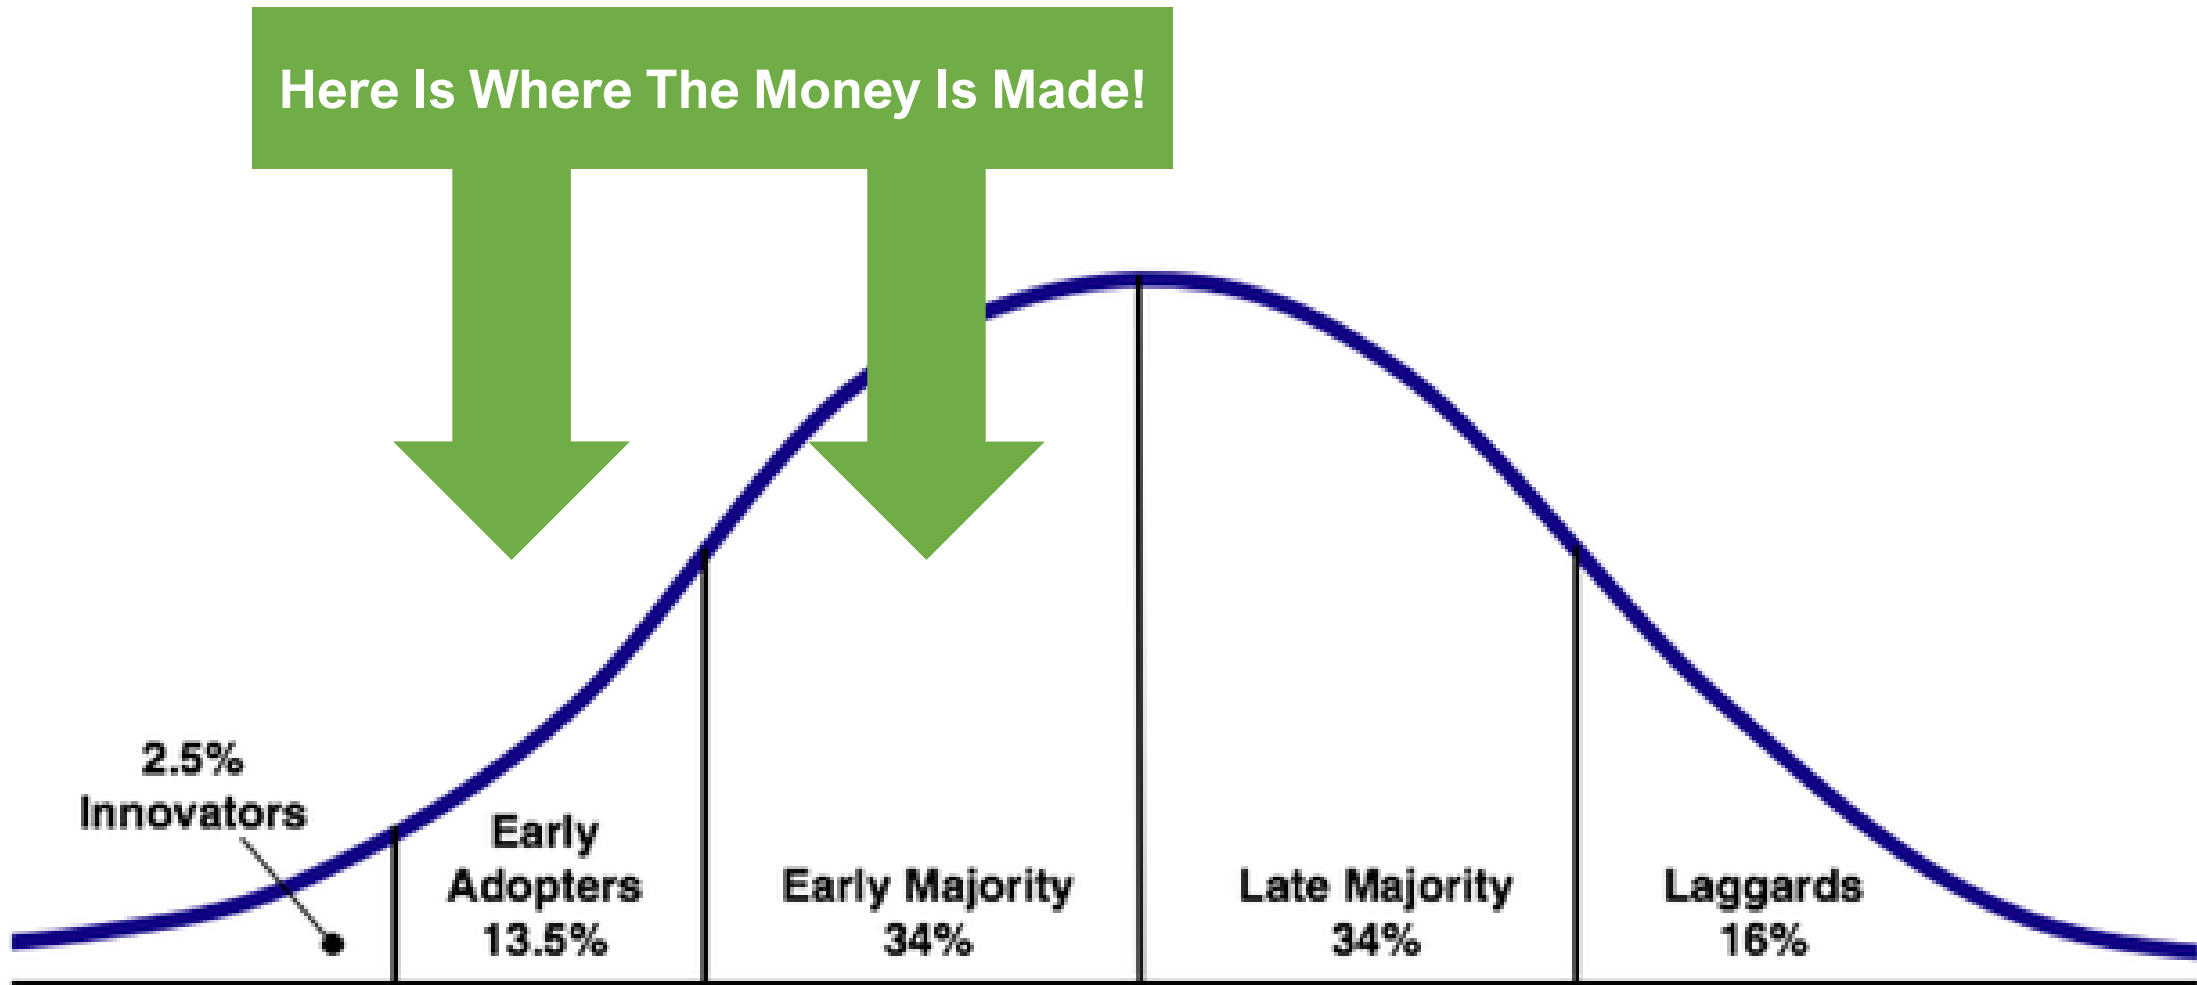 Here Is Where The Money Is Made!
2.5%
Innovators
Early
Adopters
13.5%
Early Majority
34%
Late Majority
34%
Laggards
16%